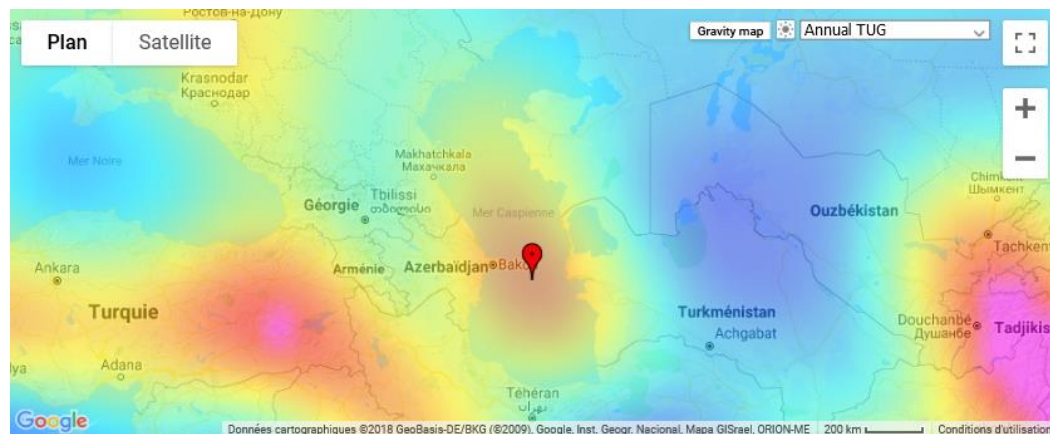 Ростов-на-Дону
Plan
Satellite
Gravity map
Annual TUG
Krasnodar
Краснодар
Mer Noire
Makhatchkala
Махачкала
Chimkent
Шымкент
Géorgie
Tbilissi
თბილისი
Mer Caspienne
Ouzbékistan
Tachkent
Ankara
Arménie
Azerbaïdjan
Bakou
Turquie
Turkménistan
Achgabat
Douchanbé
Душанбе
Tadjikis
Adana
Téhéran
تهران
Google
Données cartographiques ©2018 GeoBasis-DE/BKG (©2009), Google, Inst. Geogr. Nacional, Mapa GISrael, ORION-ME
200 km
Conditions d'utilisation